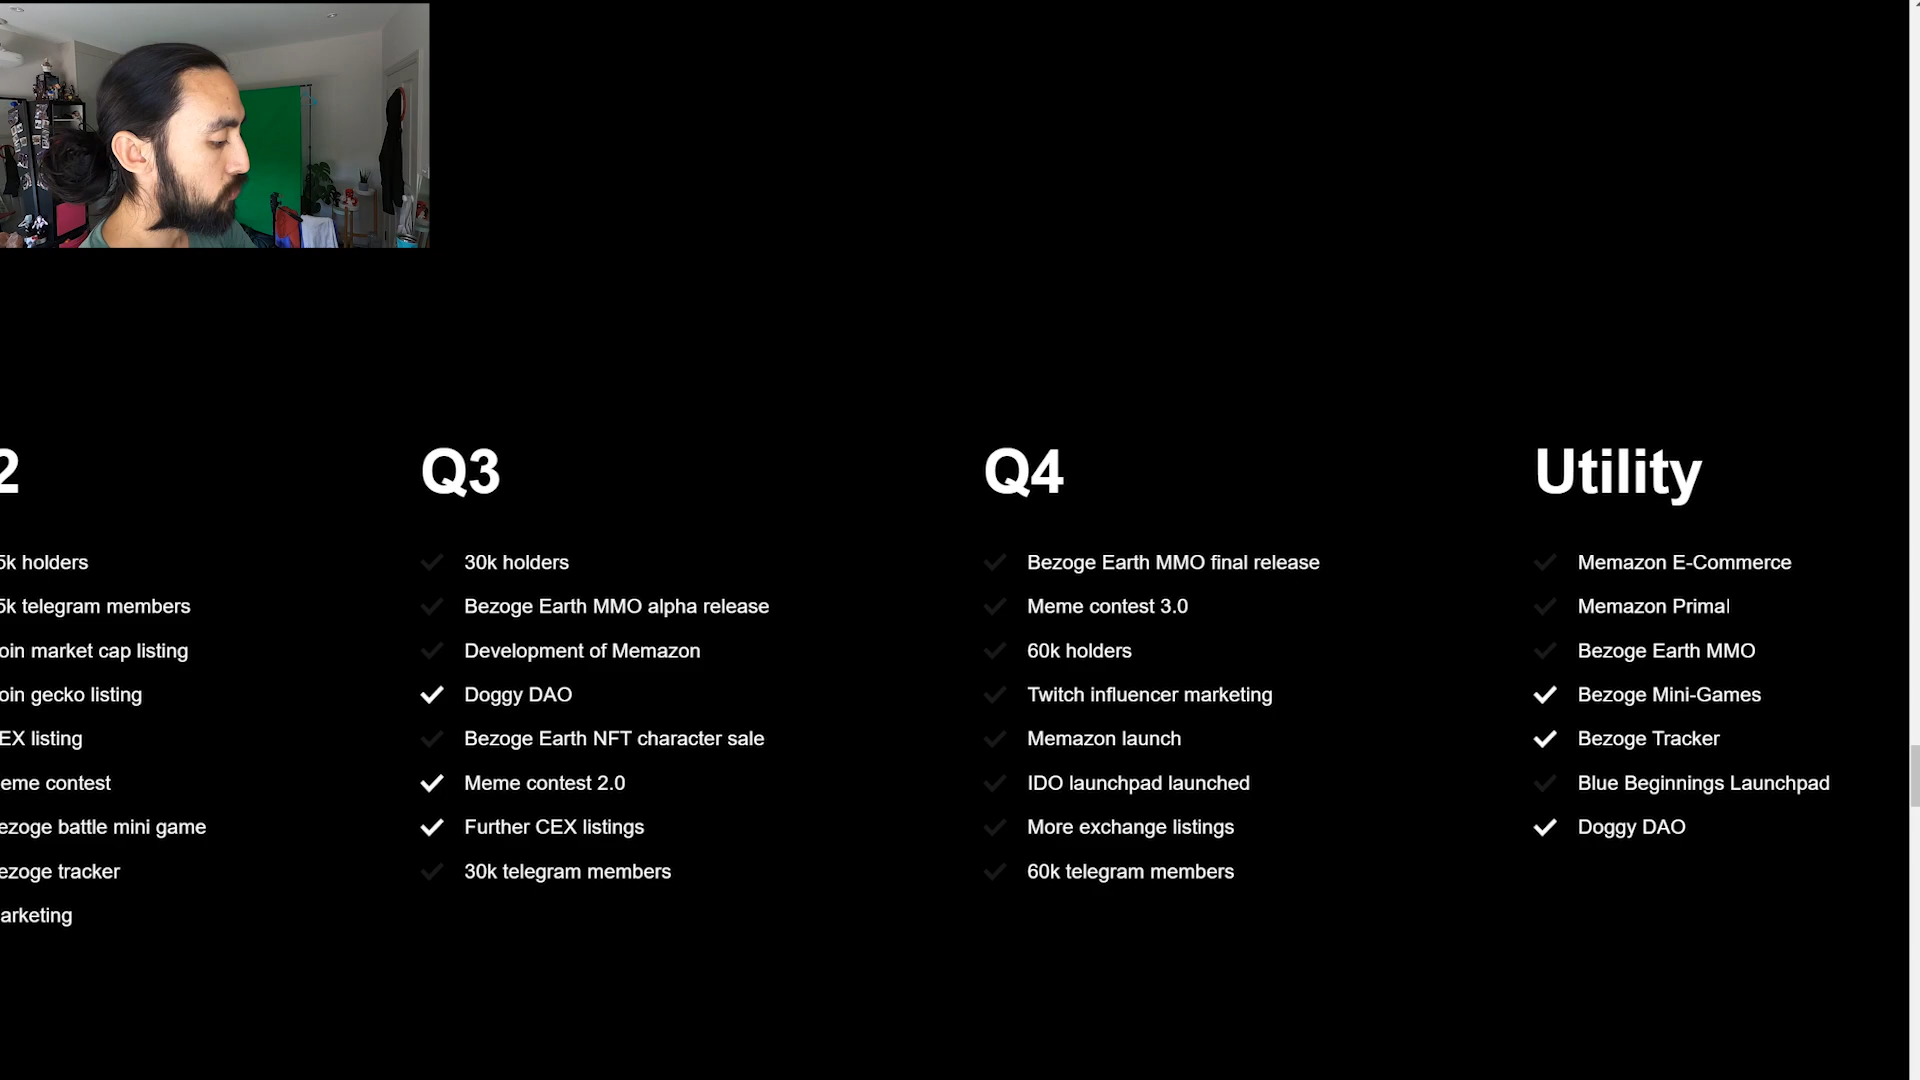 2
5k holders
5k telegram members
oin market cap listing
oin gecko listing
EX listing
eme contest
ezoge battle mini game
ezoge tracker
arketing
Q3
30k holders
Bezoge Earth MMO alpha release
Development of Memazon
Doggy DAO
Bezoge Earth NFT character sale
Meme contest 2.0
Further CEX listings
30k telegram members
Q4
Bezoge Earth MMO final release
Meme contest 3.0
60k holders
Twitch influencer marketing
Memazon launch
IDO launchpad launched
More exchange listings
60k telegram members
Utility
Memazon E-Commerce
Memazon Primal
Bezoge Earth MMO
Bezoge Mini-Games
Bezoge Tracker
Blue Beginnings Launchpad
Doggy DAO